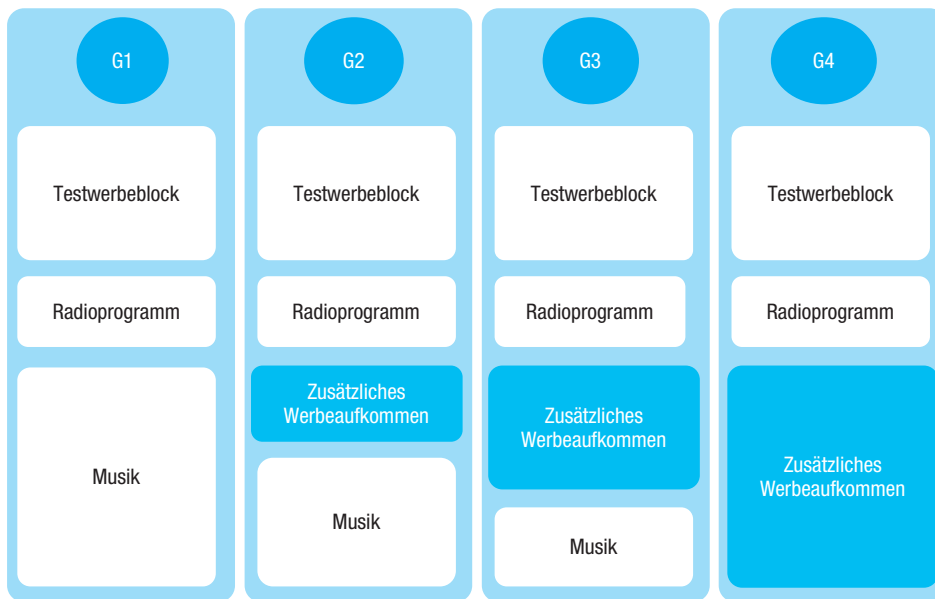 G1
Testwerbeblock
Radioprogramm
Musik
G2
Testwerbeblock
Radioprogramm
Zusätzliches
Werbeaufkommen
Musik
G3
Testwerbeblock
Radioprogramm
Zusätzliches
Werbeaufkommen
Musik
G4
Testwerbeblock
Radioprogramm
Zusätzliches
Werbeaufkommen